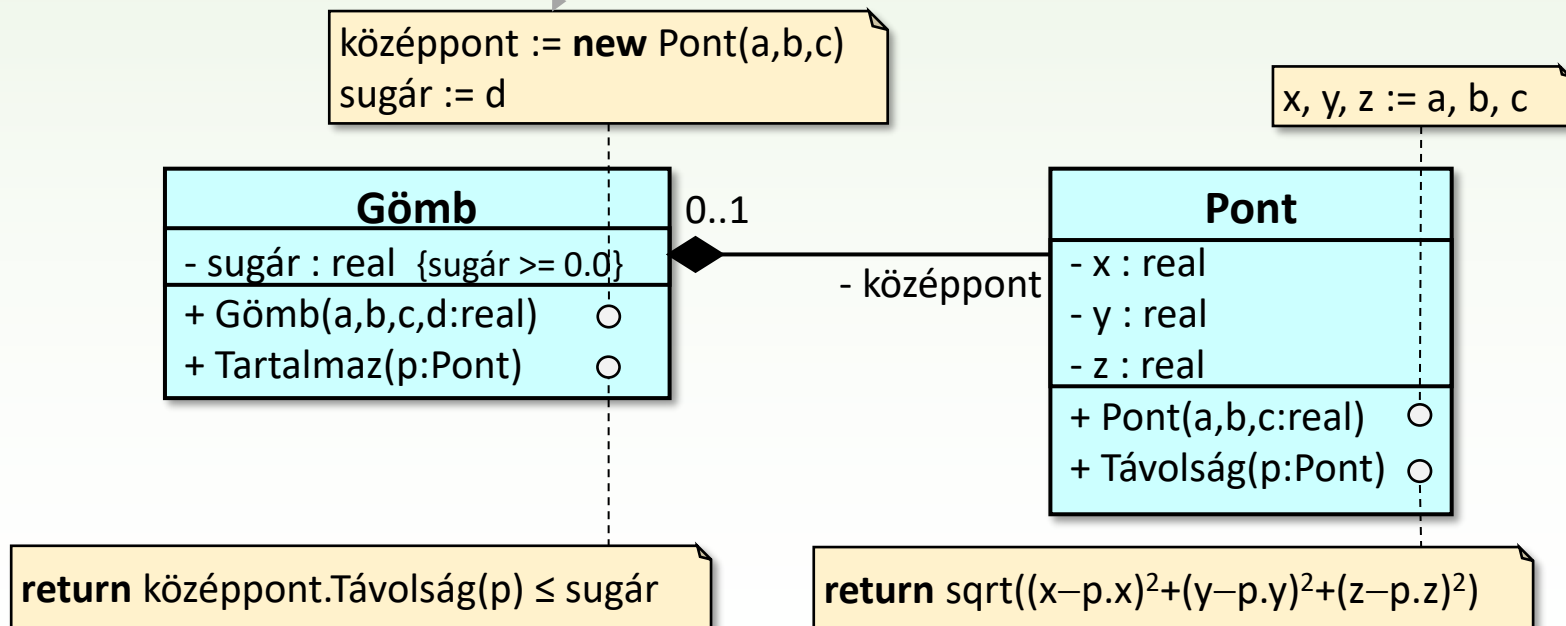 középpont := new Pont(a,b,c)
sugár := d
x, y, z := a, b, c
Gömb
- sugár : real {sugár >= 0.0}
+ Gömb(a,b,c,d:real)
+ Tartalmaz(p:Pont)
0..1
- középpont
Pont
- x : real
- y : real
- z : real
+ Pont(a,b,c:real)
+ Távolság(p:Pont)
return középpont.Távolság(p) ≤ sugár
return sqrt((x−p.x)²+(y−p.y)²+(z−p.z)²)